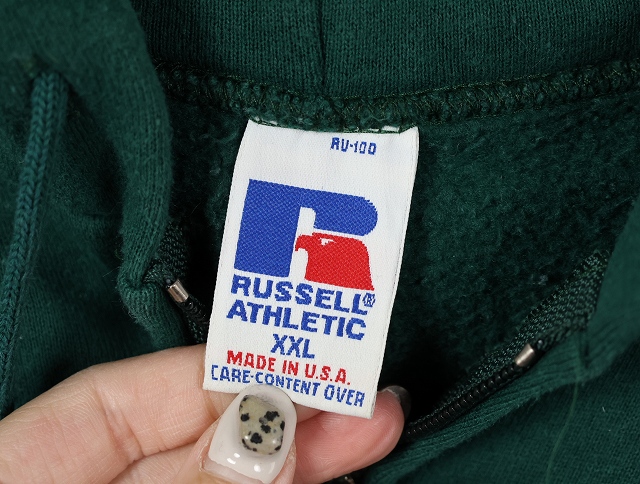 RU-100
RUSSELL®
ATHLETIC
XXL
MADE IN U.S.A.
CARE-CONTENT OVER